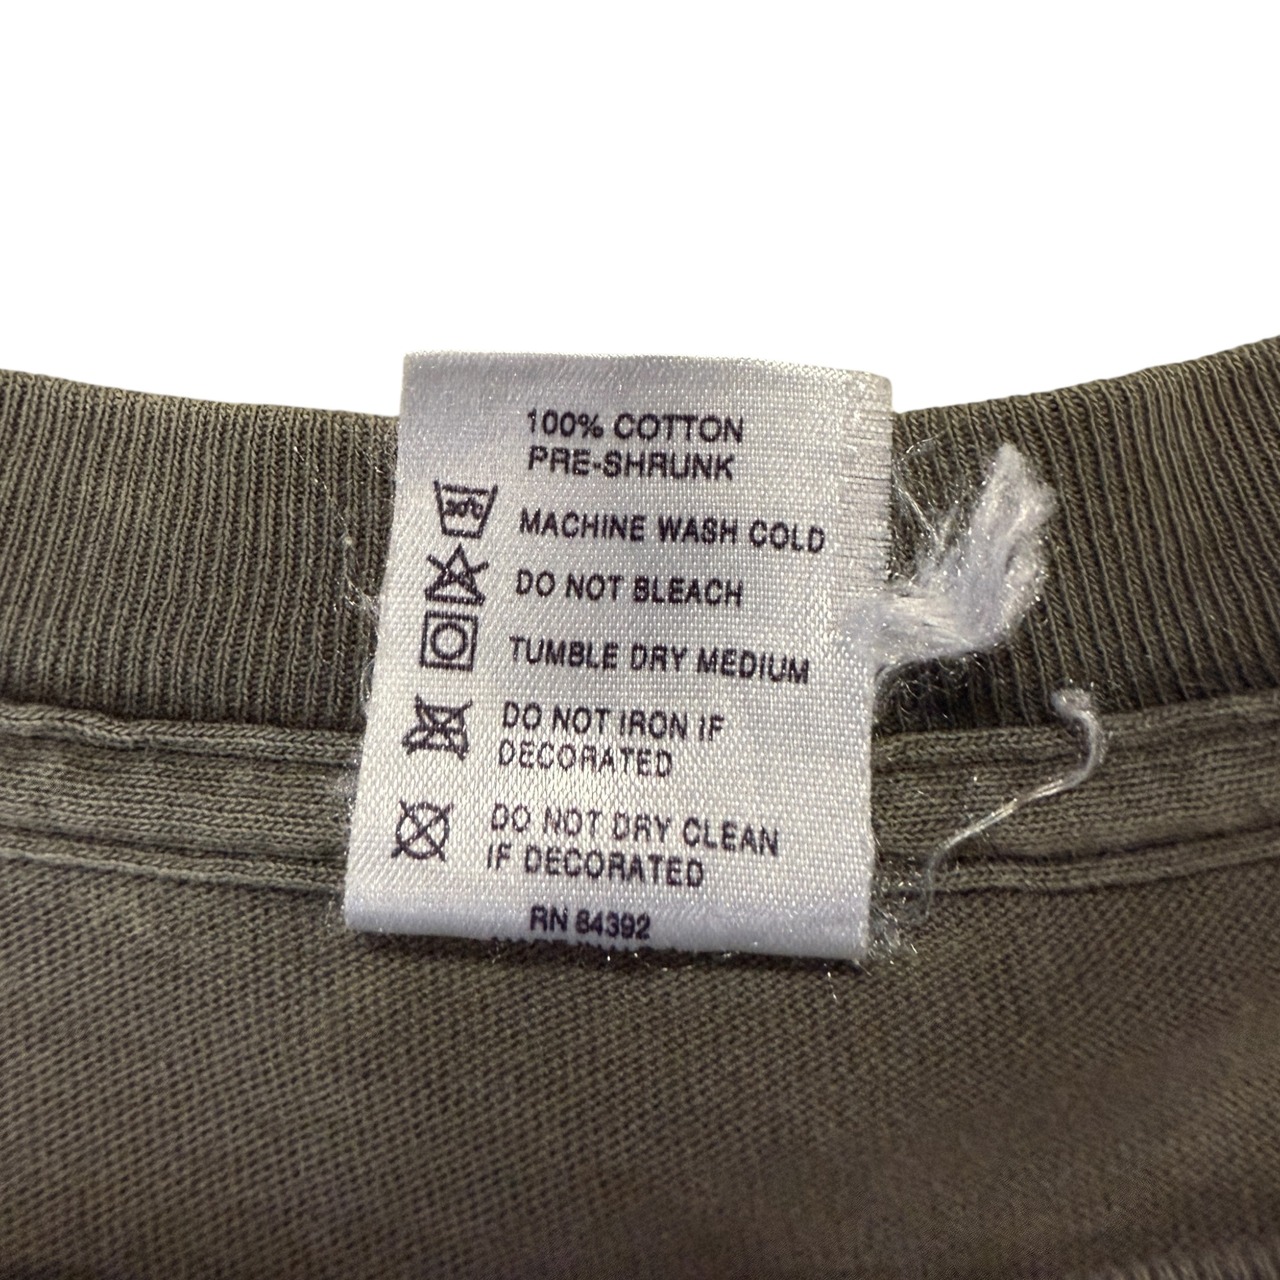 100% COTTON
PRE-SHRUNK
30°C
MACHINE WASH COLD
DO NOT BLEACH
TUMBLE DRY MEDIUM
DO NOT IRON IF
DECORATED
DO NOT DRY CLEAN
IF DECORATED
RN 84392